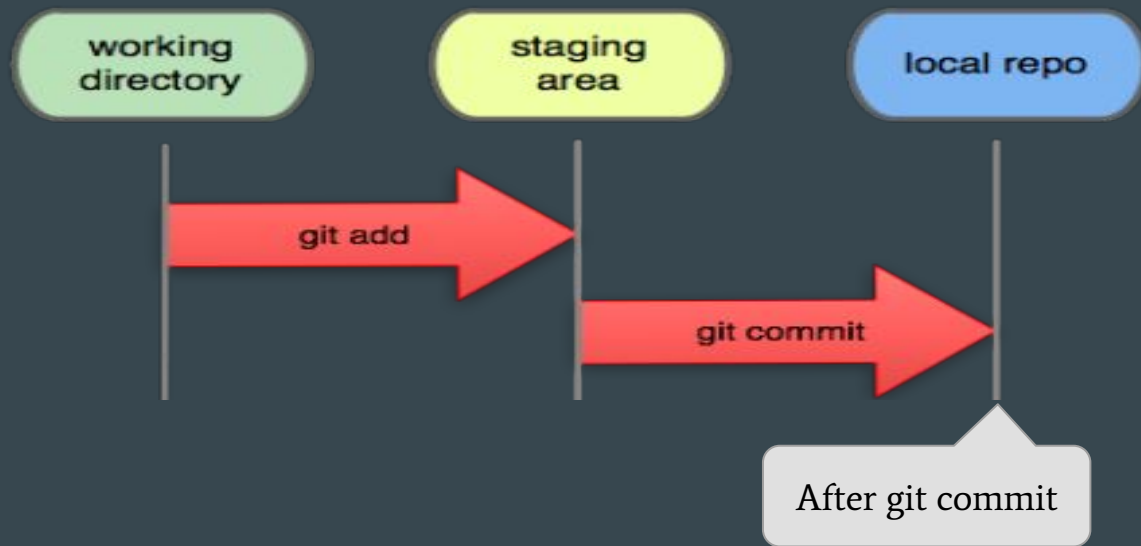 working
directory
staging
area
local repo
git add
git commit
After git commit